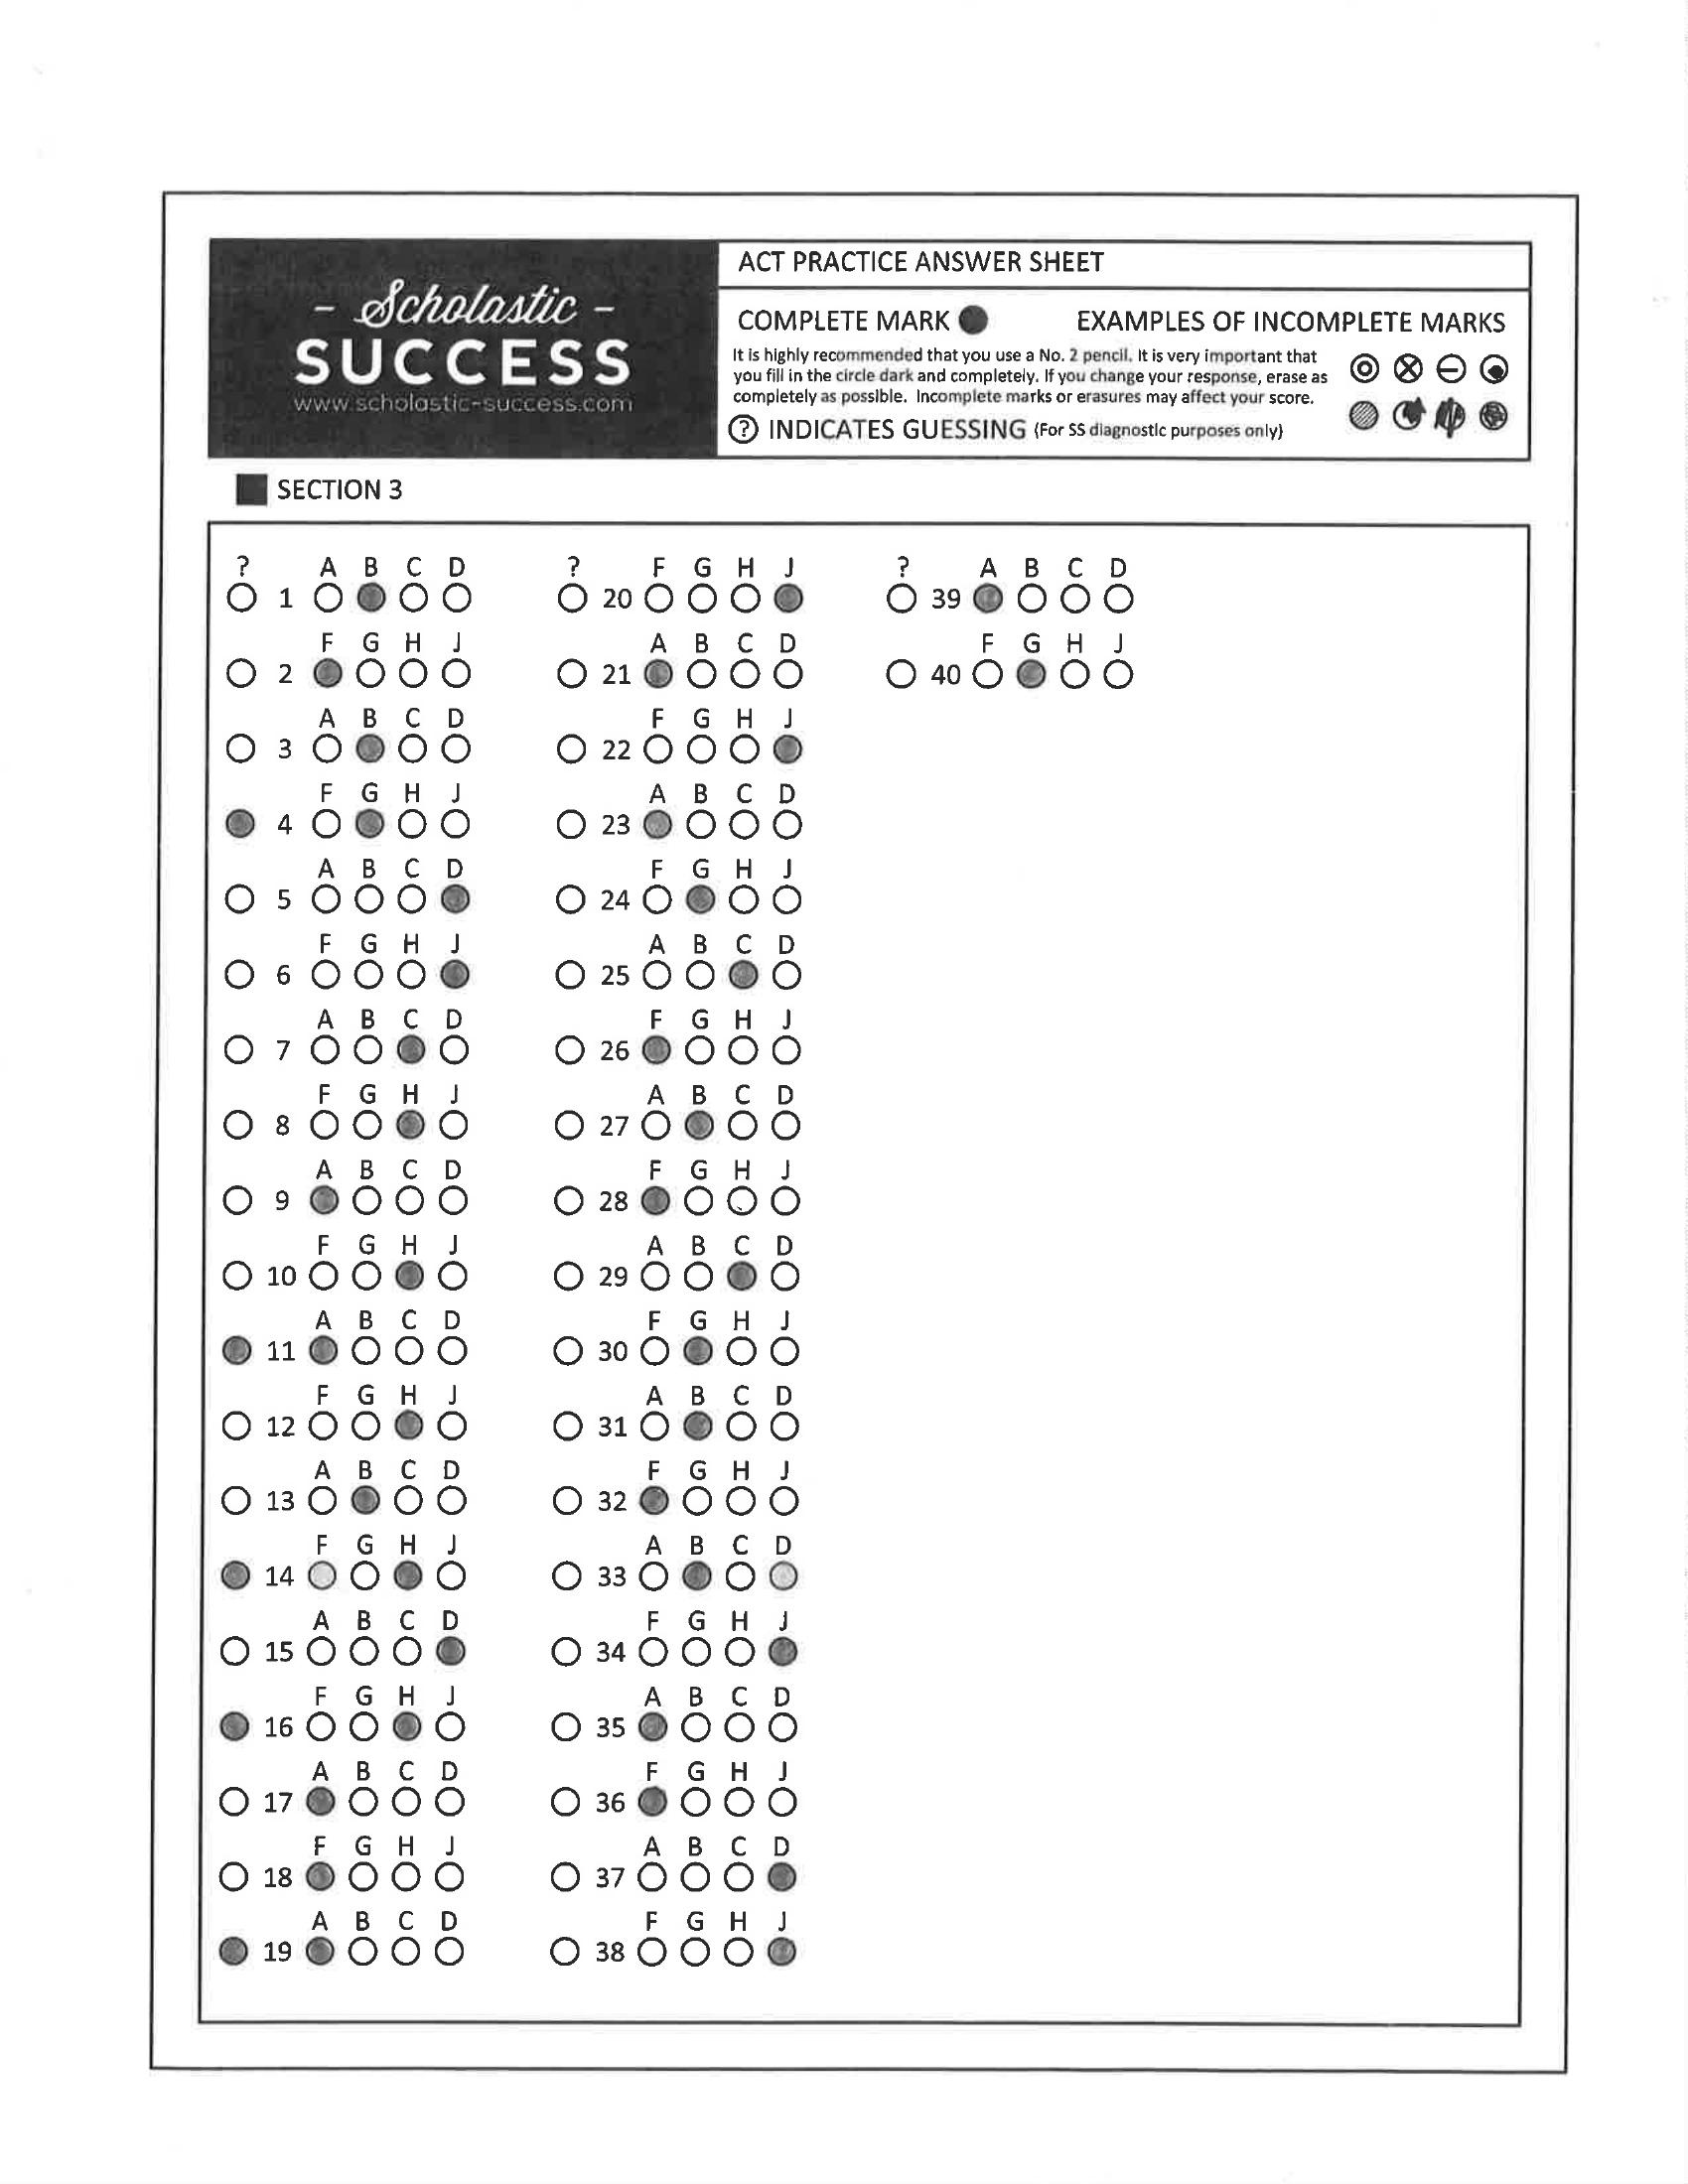 - Scholastic -
SUCCESS
www.scholastic-success.com
ACT PRACTICE ANSWER SHEET
COMPLETE MARK
EXAMPLES OF INCOMPLETE MARKS
It is highly recommended that you use a No. 2 pencil. It is very important that
you fill in the circle dark and completely. If you change your response, erase as
completely as possible. Incomplete marks or erasures may affect your score.
? INDICATES GUESSING (For SS diagnostic purposes only)
SECTION 3
? A B C D
1
F G H J
2
A B C D
3
F G H J
4
A B C D
5
F G H J
6
A B C D
7
F G H J
8
A B C D
9
F G H J
10
A B C D
11
F G H J
12
A B C D
13
F G H J
14
A B C D
15
F G H J
16
A B C D
17
F G H J
18
A B C D
19
? F G H J
20
A B C D
21
F G H J
22
A B C D
23
F G H J
24
A B C D
25
F G H J
26
A B C D
27
F G H J
28
A B C D
29
F G H J
30
A B C D
31
F G H J
32
A B C D
33
F G H J
34
A B C D
35
F G H J
36
A B C D
37
F G H J
38
? A B C D
39
F G H J
40